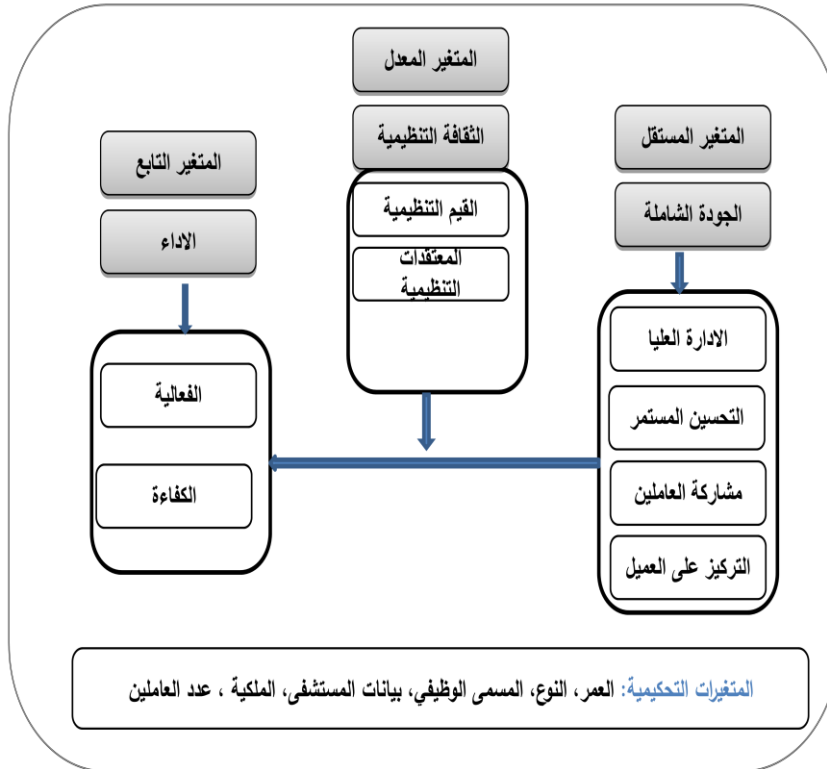 المتغير المستقل
الجودة الشاملة
الادارة العليا
التحسين المستمر
مشاركة العاملين
التركيز على العميل
المتغير المعدل
الثقافة التنظيمية
القيم التنظيمية
المعتقدات
التنظيمية
المتغير التابع
الاداء
الفعالية
الكفاءة
المتغيرات التحكيمية: العمر، النوع، المسمى الوظيفي، بيانات المستشفى، الملكية ، عدد العاملين